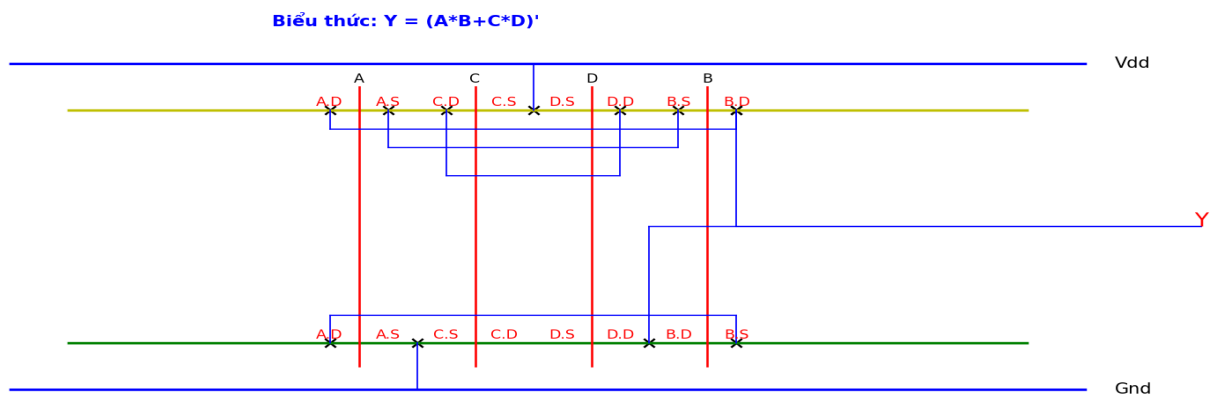 Biểu thức: Y = (A*B+C*D)'
Vdd
A C D B
A.D A.S C.D C.S D.S D.D B.S B.D
Y
A.D A.S C.S C.D D.S D.D B.D B.S
Gnd